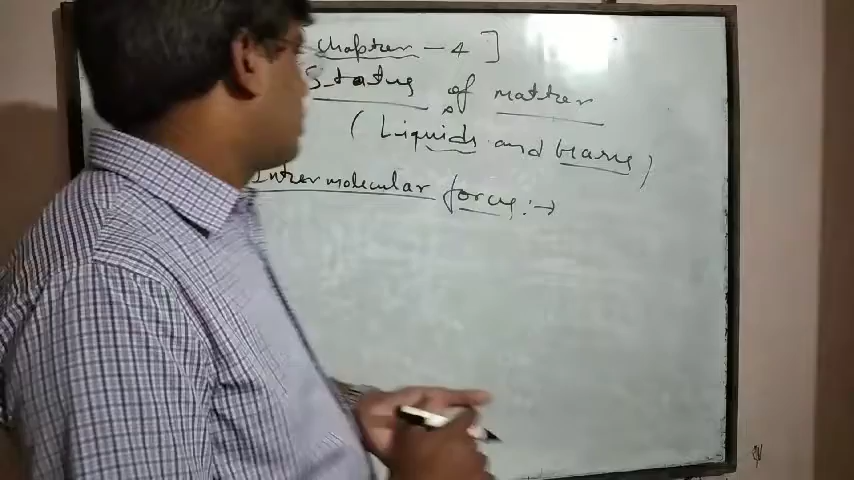 Chapter - 4 ]
States of matter
( Liquids and Gases )
Intermolecular forces :→